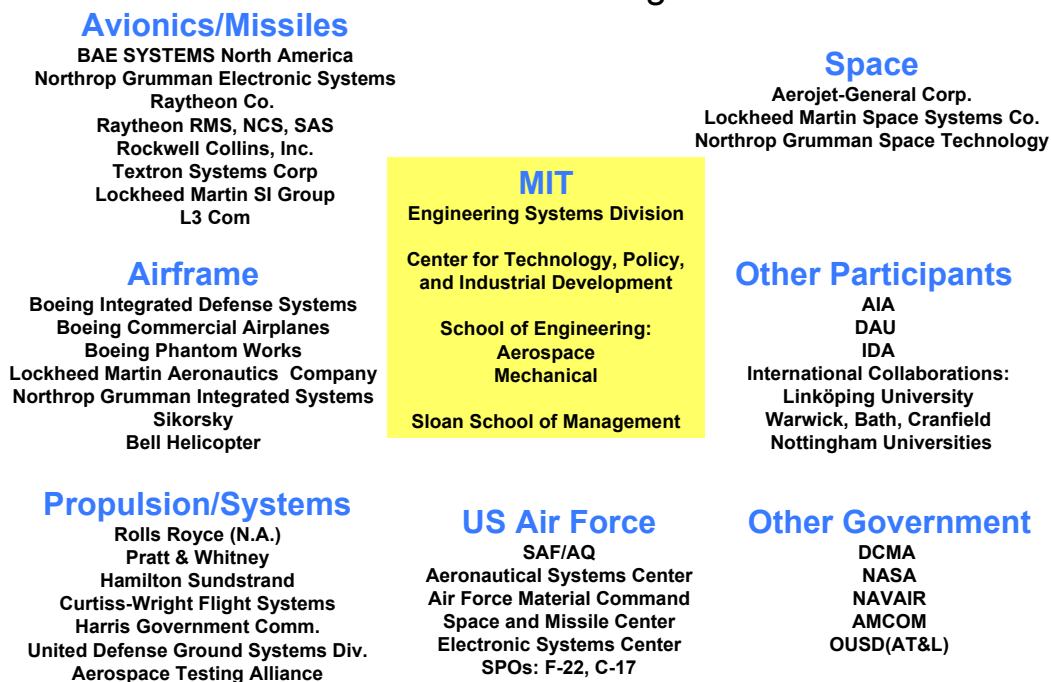 Avionics/Missiles
BAE SYSTEMS North America
Northrop Grumman Electronic Systems
Raytheon Co.
Raytheon RMS, NCS, SAS
Rockwell Collins, Inc.
Textron Systems Corp
Lockheed Martin SI Group
L3 Com
Space
Aerojet-General Corp.
Lockheed Martin Space Systems Co.
Northrop Grumman Space Technology
MIT
Engineering Systems Division
Center for Technology, Policy,
and Industrial Development
School of Engineering:
Aerospace
Mechanical
Sloan School of Management
Airframe
Boeing Integrated Defense Systems
Boeing Commercial Airplanes
Boeing Phantom Works
Lockheed Martin Aeronautics Company
Northrop Grumman Integrated Systems
Sikorsky
Bell Helicopter
Other Participants
AIA
DAU
IDA
International Collaborations:
Linköping University
Warwick, Bath, Cranfield
Nottingham Universities
Propulsion/Systems
Rolls Royce (N.A.)
Pratt & Whitney
Hamilton Sundstrand
Curtiss-Wright Flight Systems
Harris Government Comm.
United Defense Ground Systems Div.
Aerospace Testing Alliance
US Air Force
SAF/AQ
Aeronautical Systems Center
Air Force Material Command
Space and Missile Center
Electronic Systems Center
SPOs: F-22, C-17
Other Government
DCMA
NASA
NAVAIR
AMCOM
OUSD(AT&L)